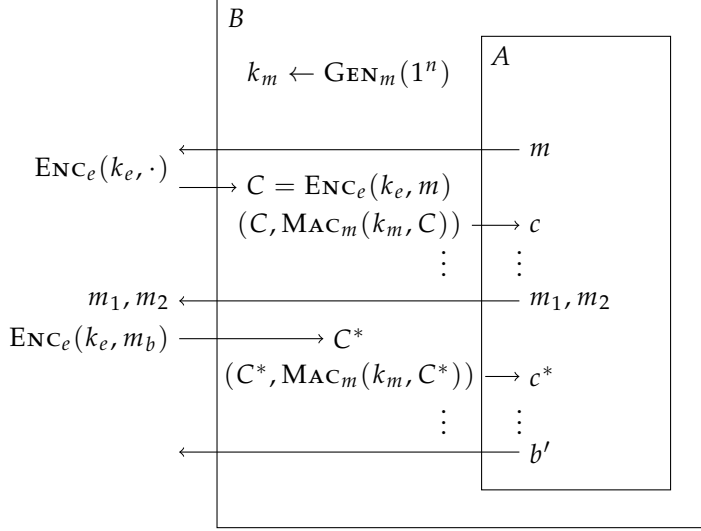 B
A
k_m ← GEN_m(1^n)
m
ENC_e(k_e, ·)
C = ENC_e(k_e, m)
(C, MAC_m(k_m, C))
c
⋮ ⋮
m_1, m_2
m_1, m_2
ENC_e(k_e, m_b)
C*
(C*, MAC_m(k_m, C*))
c*
⋮ ⋮
b′